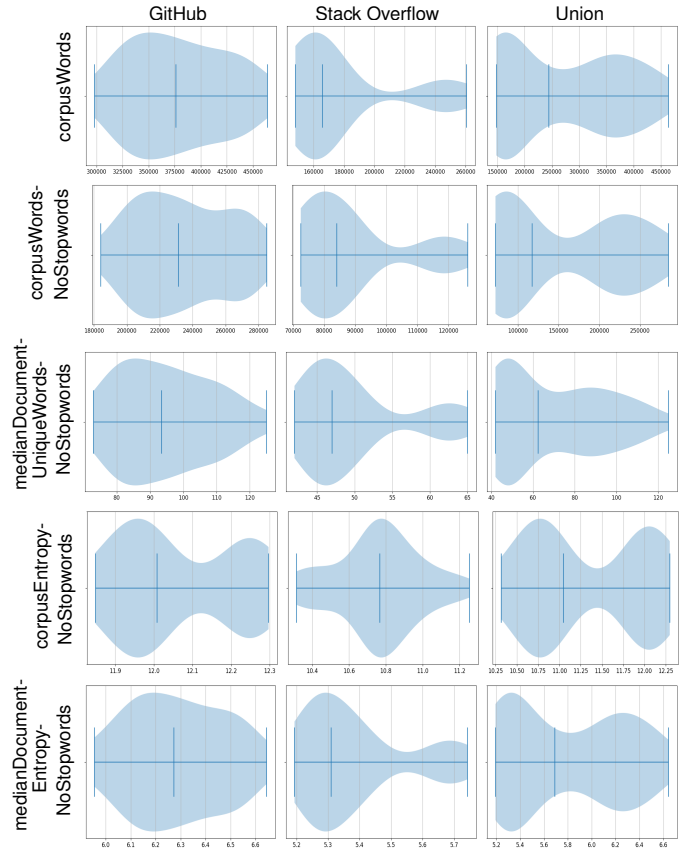 GitHub Stack Overflow Union
corpusWords
300000 325000 350000 375000 400000 425000 450000
160000 180000 200000 220000 240000 260000
150000 200000 250000 300000 350000 400000 450000
corpusWords-
NoStopwords
180000 200000 220000 240000 260000 280000
70000 80000 90000 100000 110000 120000
100000 150000 200000 250000
medianDocument-
UniqueWords-
NoStopwords
80 90 100 110 120
45 50 55 60 65
40 60 80 100 120
corpusEntropy-
NoStopwords
11.9 12.0 12.1 12.2 12.3
10.4 10.6 10.8 11.0 11.2
10.25 10.50 10.75 11.00 11.25 11.50 11.75 12.00 12.25
medianDocument-
Entropy-
NoStopwords
6.0 6.1 6.2 6.3 6.4 6.5 6.6
5.2 5.3 5.4 5.5 5.6 5.7
5.2 5.4 5.6 5.8 6.0 6.2 6.4 6.6